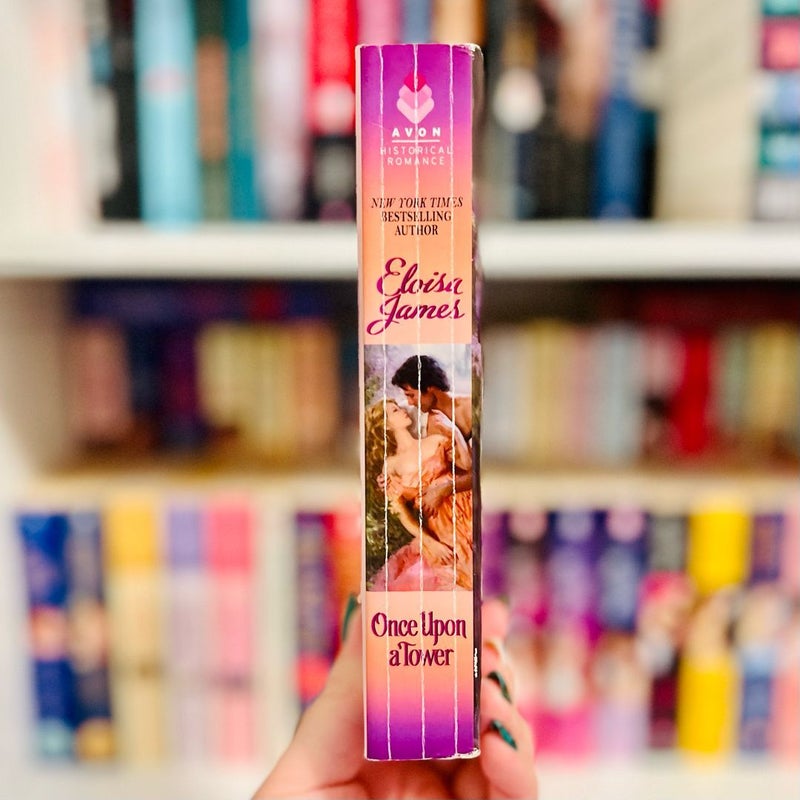 AVON
HISTORICAL
ROMANCE
NEW YORK TIMES
BESTSELLING
AUTHOR
Eloisa
James
Once Upon
a Tower